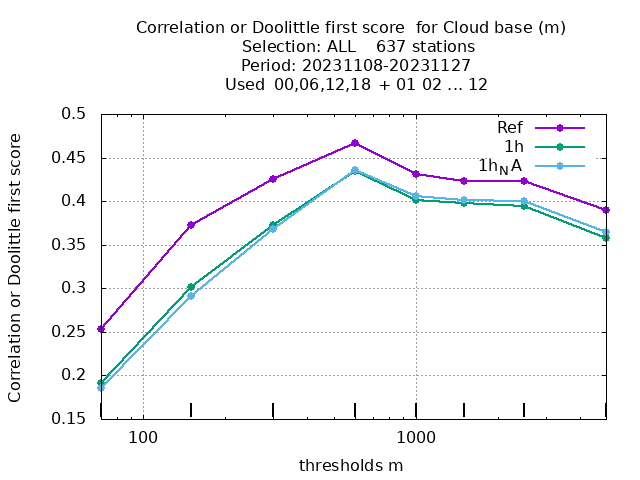 Correlation or Doolittle first score  for Cloud base (m)
Selection: ALL    637 stations
Period: 20231108-20231127
Used  00,06,12,18  + 01 02 ... 12
Correlation or Doolittle first score
0.5
0.45
0.4
0.35
0.3
0.25
0.2
0.15
Ref
1h
1hNA
100
1000
thresholds m